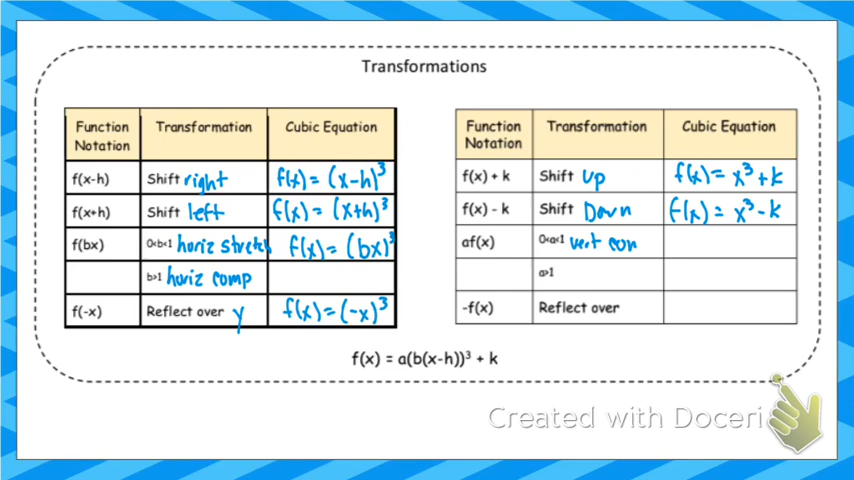 Transformations
Function Notation Transformation Cubic Equation
f(x-h) Shift right f(x) = (x-h)³
f(x+h) Shift left f(x) = (x+h)³
f(bx) 0<b<1 horiz stretch f(x) = (bx)³
b>1 horiz comp
f(-x) Reflect over y f(x) = (-x)³
Function Notation Transformation Cubic Equation
f(x) + k Shift up f(x) = x³+k
f(x) - k Shift Down f(x) = x³-k
af(x) 0<a<1 vert com
a>1
-f(x) Reflect over
f(x) = a(b(x-h))³ + k
Created with Doceri